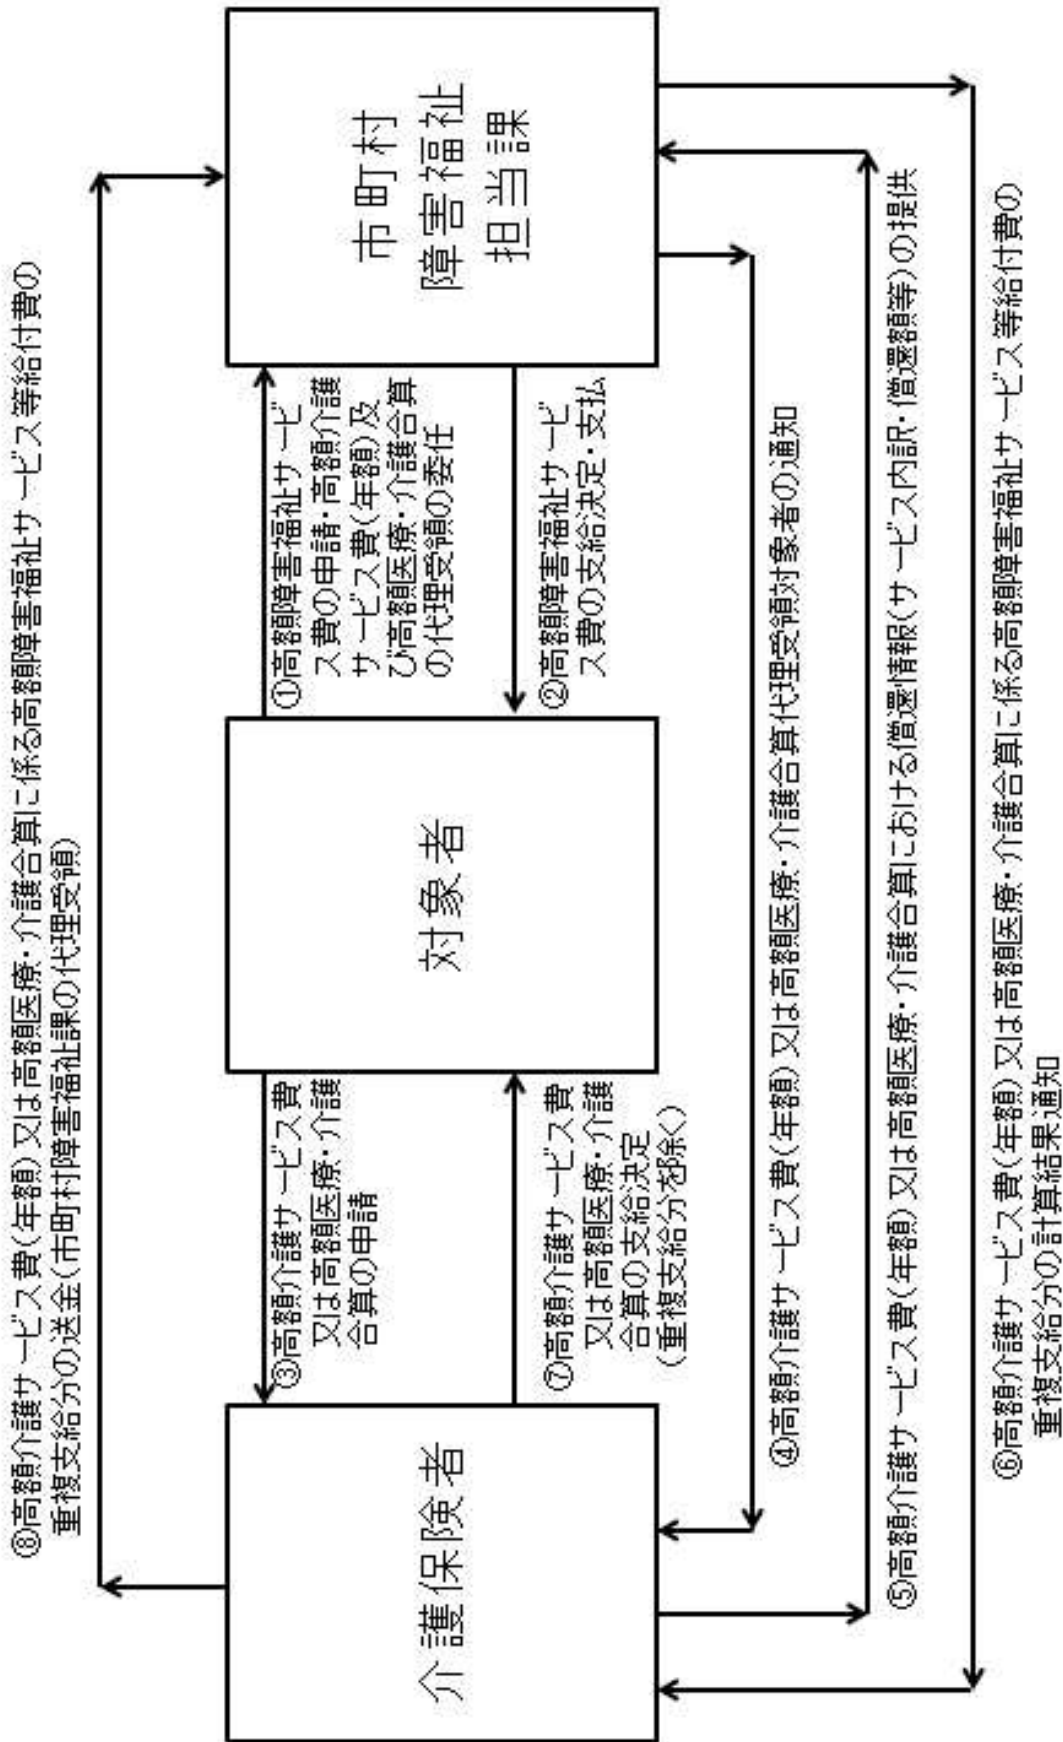 ⑧高額介護サービス費(年額)又は高額医療・介護合算に係る高額障害福祉サービス等給付費の
重複支給分の送金(市町村障害福祉課の代理受領)
介護保険者
③高額介護サービス費
又は高額医療・介護
合算の申請
⑦高額介護サービス費
又は高額医療・介護
合算の支給決定
(重複支給分を除く)
対象者
①高額障害福祉サービ
ス費の申請・高額介護
サービス費(年額)及
び高額医療・介護合算
の代理受領の委任
②高額障害福祉サービ
ス費の支給決定・支払
市町村
障害福祉
担当課
④高額介護サービス費(年額)又は高額医療・介護合算代理受領対象者の通知
⑤高額介護サービス費(年額)又は高額医療・介護合算における償還情報(サービス内訳・償還額等)の提供
⑥高額介護サービス費(年額)又は高額医療・介護合算に係る高額障害福祉サービス等給付費の
重複支給分の計算結果通知